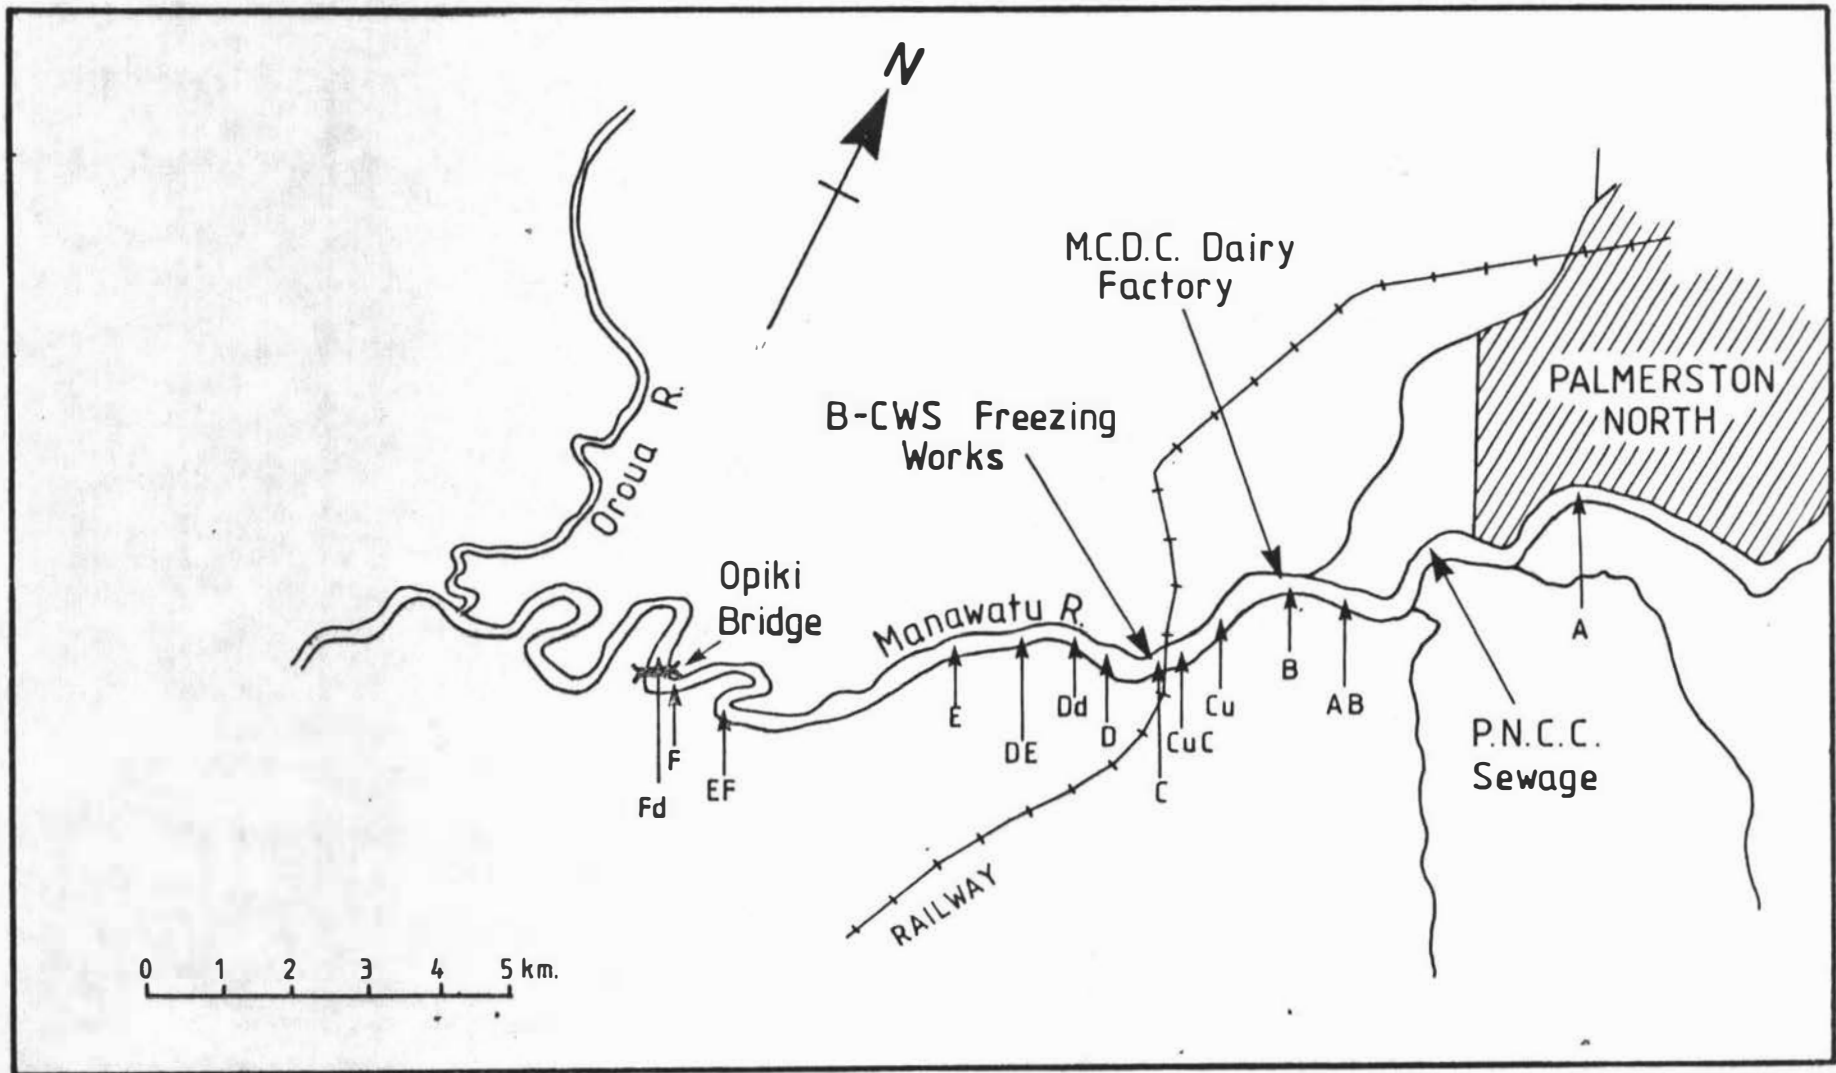 N
M.C.D.C. Dairy
Factory
PALMERSTON
NORTH
B-CWS Freezing
Works
Oroua R.
Opiki
Bridge
Manawatu R.
A
B
AB
Cu
CuC
C
D
Dd
DE
E
EF
F
Fd
P.N.C.C.
Sewage
RAILWAY
0 1 2 3 4 5 km.